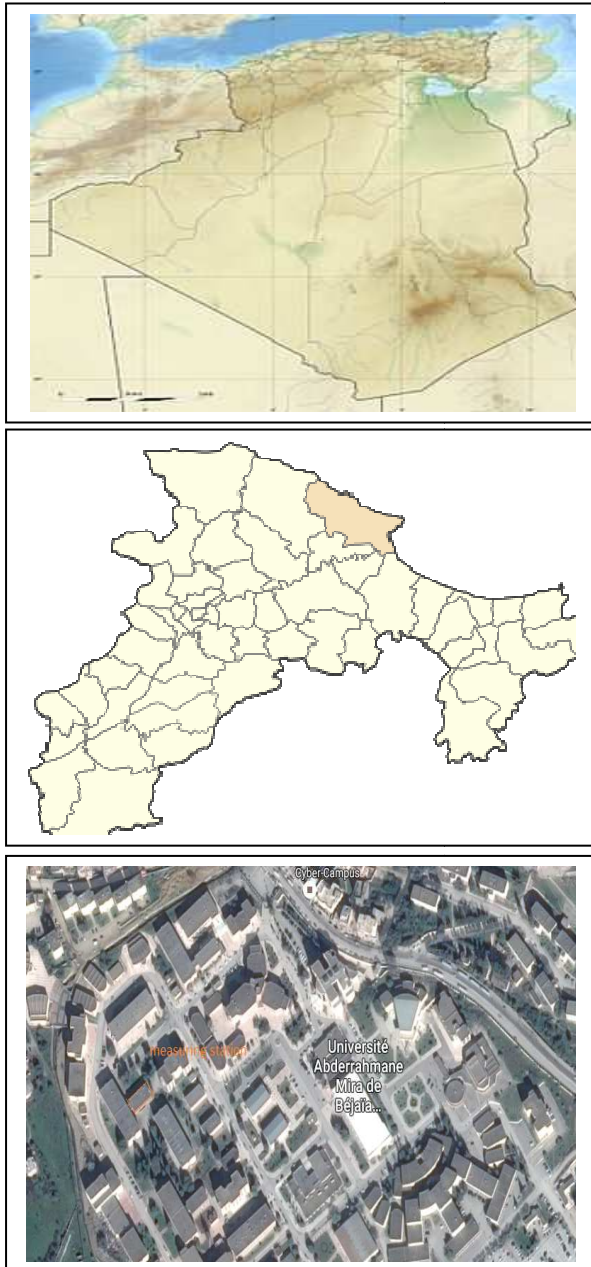 Cyber-Campus
measuring station
Université
Abderrahmane
Mira de
Béjaïa...